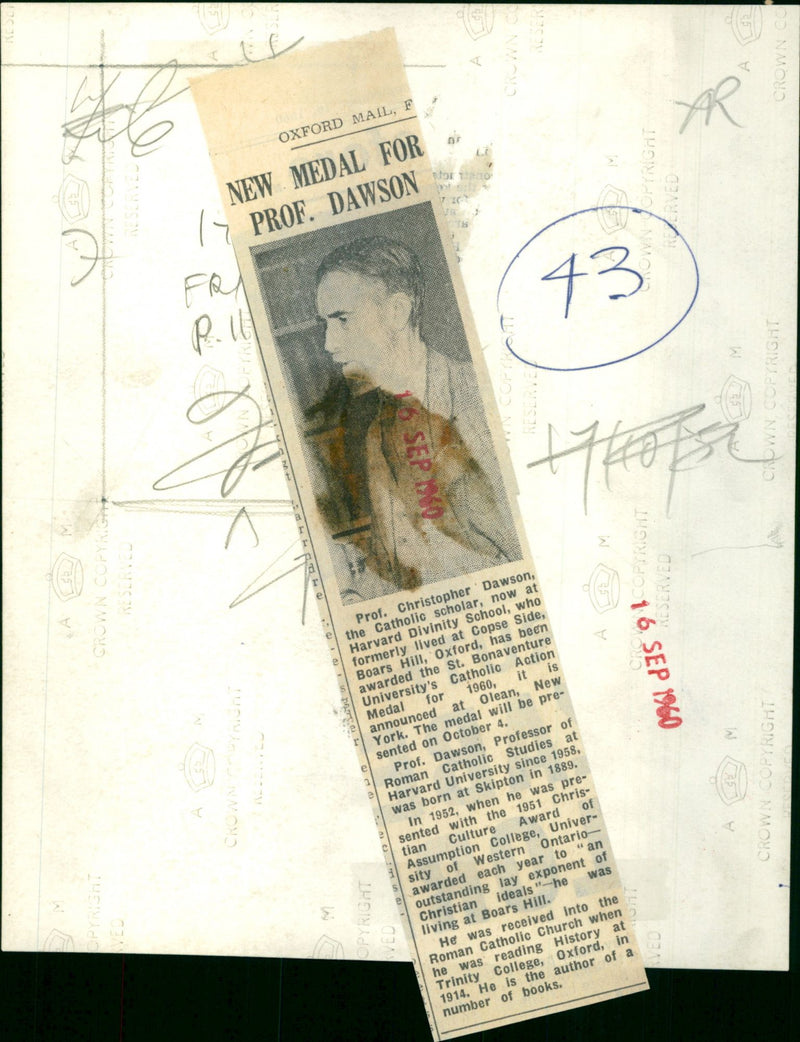 OXFORD MAIL, F
NEW MEDAL FOR
PROF. DAWSON
16 SEP 1960
Prof. Christopher Dawson,
the Catholic scholar, now at
Harvard Divinity School, who
formerly lived at Copse Side,
Boars Hill, Oxford, has been
awarded the St. Bonaventure
University's Catholic Action
Medal for 1960, it is
announced at Olean, New
York. The medal will be pre-
sented on October 4.
Prof. Dawson, Professor of
Roman Catholic Studies at
Harvard University since 1958,
was born at Skipton in 1889.
In 1952, when he was pre-
sented with the 1951 Chris-
tian Culture Award of
Assumption College, Univer-
sity of Western Ontario—
awarded each year to "an
outstanding lay exponent of
Christian ideals"—he was
living at Boars Hill.
He was received into the
Roman Catholic Church when
he was reading History at
Trinity College, Oxford, in
1914. He is the author of a
number of books.
AR
43
17
FRI
P. 11
16 SEP 1960
CROWN COPYRIGHT
RESERVED